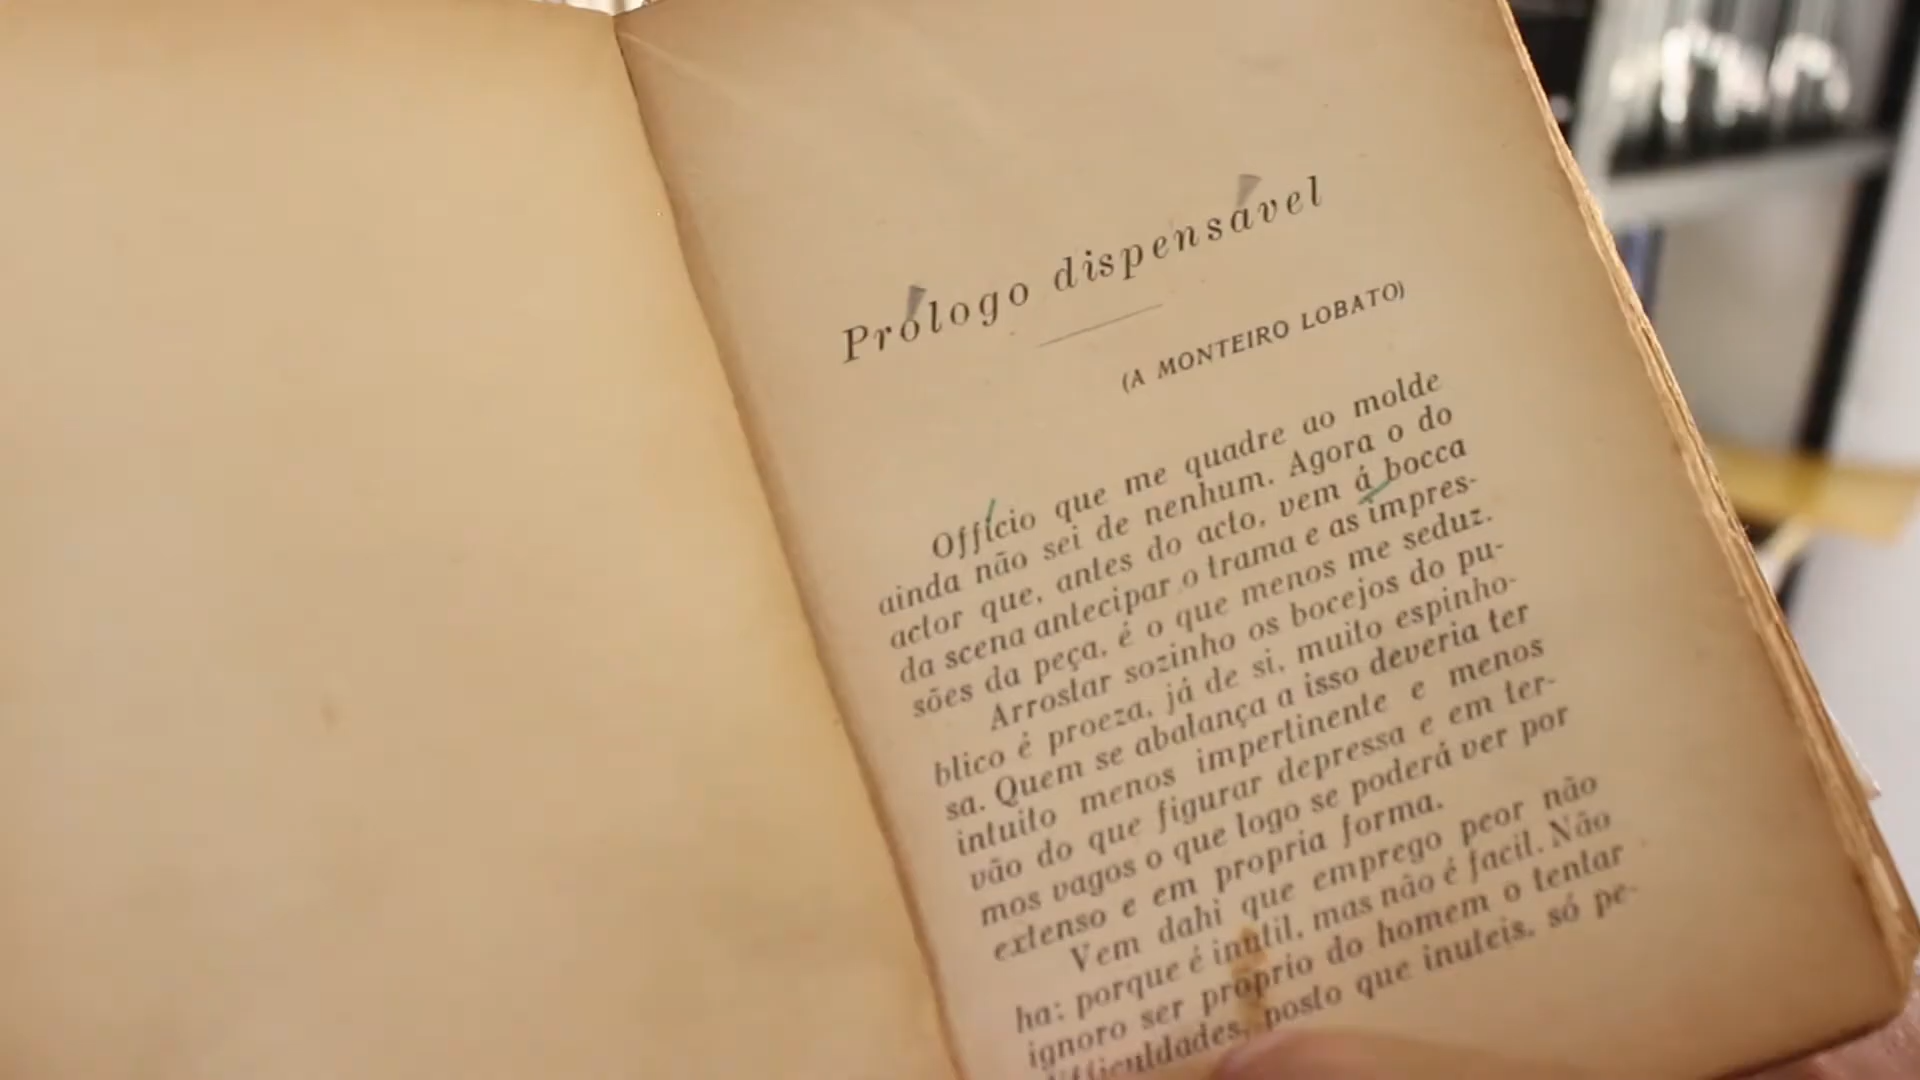 Prólogo dispensável
(A MONTEIRO LOBATO)
Officio que me quadre ao molde
ainda não sei de nenhum. Agora o do
actor que, antes do acto, vem á bocca
da scena antecipar o trama e as impres-
sões da peça, é o que menos me seduz.
Arrostar sozinho os bocejos do pu-
blico é proeza, já de si, muito espinho-
sa. Quem se abalança a isso deveria ter
intuito menos impertinente e menos
vão do que figurar depressa e em ter-
mos vagos o que logo se poderá ver por
extenso e em propria forma.
Vem dahi que emprego peor não
ha: porque é inutil, mas não é facil. Não
ignoro ser proprio do homem o tentar
difficuldades, posto que inuteis, só pe-